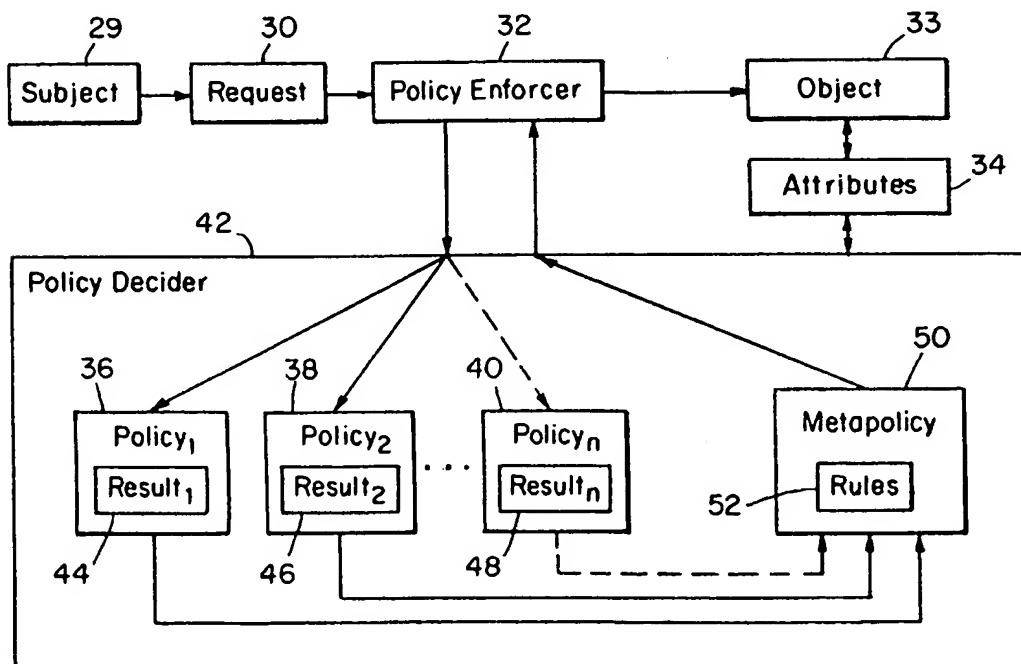 29
30
32
33
Subject
Request
Policy Enforcer
Object
Attributes
34
42
Policy Decider
36
38
40
50
Policy₁
Policy₂
Policyₙ
Metapolicy
Result₁
Result₂
. . . .
Resultₙ
52
Rules
44
46
48